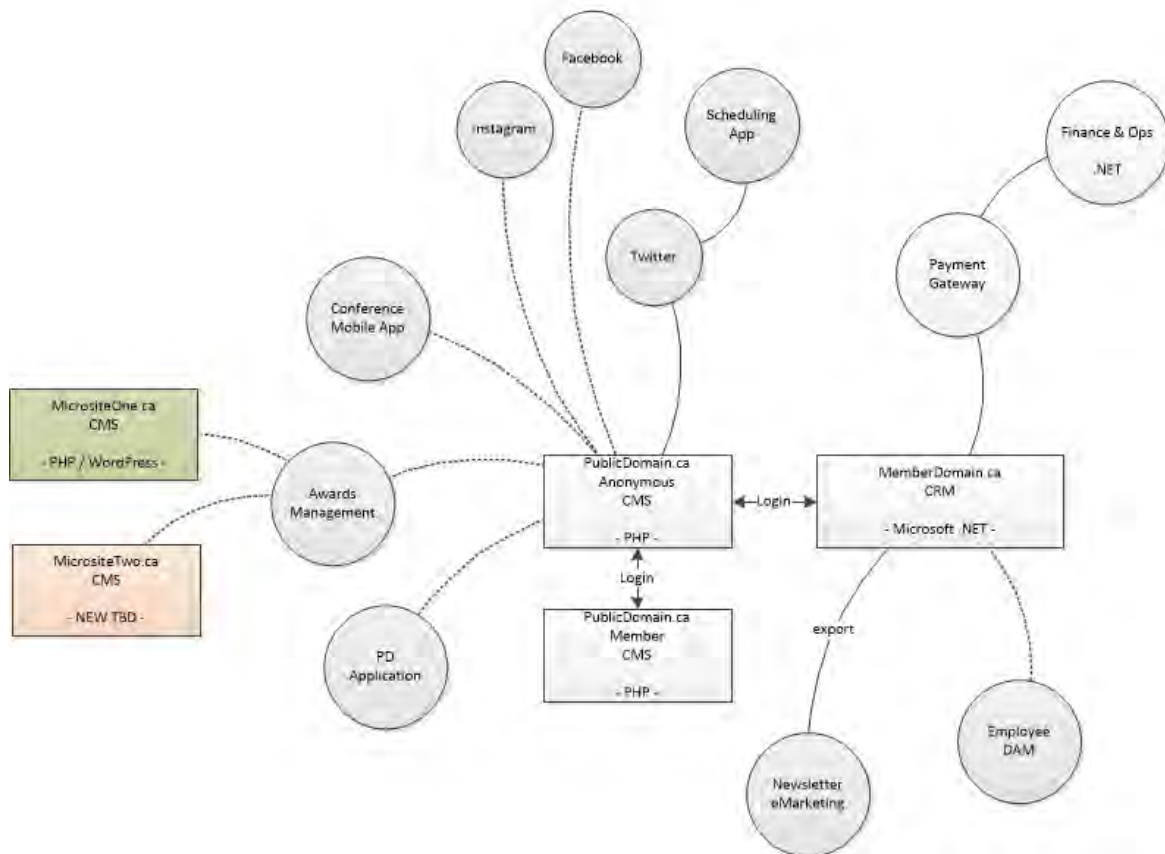 Facebook
Instagram
Scheduling
App
Finance & Ops
.NET
Twitter
Payment
Gateway
Conference
Mobile App
MicrositeOne.ca
CMS
- PHP / WordPress -
Awards
Management
PublicDomain.ca
Anonymous
CMS
- PHP -
Login
MemberDomain.ca
CRM
- Microsoft .NET -
MicrositeTwo.ca
CMS
- NEW TBD -
Login
PublicDomain.ca
Member
CMS
- PHP -
PD
Application
export
Employee
DAM
Newsletter
eMarketing